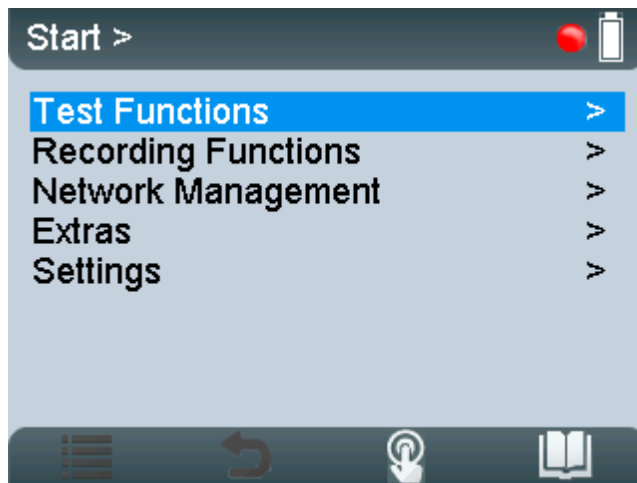 Start >
Test Functions >
Recording Functions >
Network Management >
Extras >
Settings >